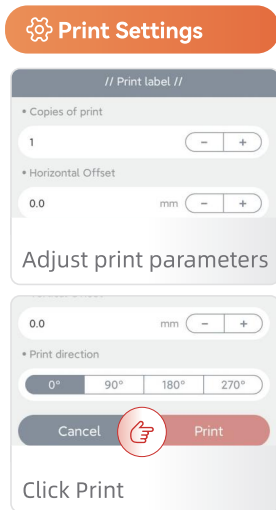 Print Settings
// Print label //
• Copies of print
1 - +
• Horizontal Offset
0.0 mm - +
Adjust print parameters
0.0 mm - +
• Print direction
0° 90° 180° 270°
Cancel Print
Click Print